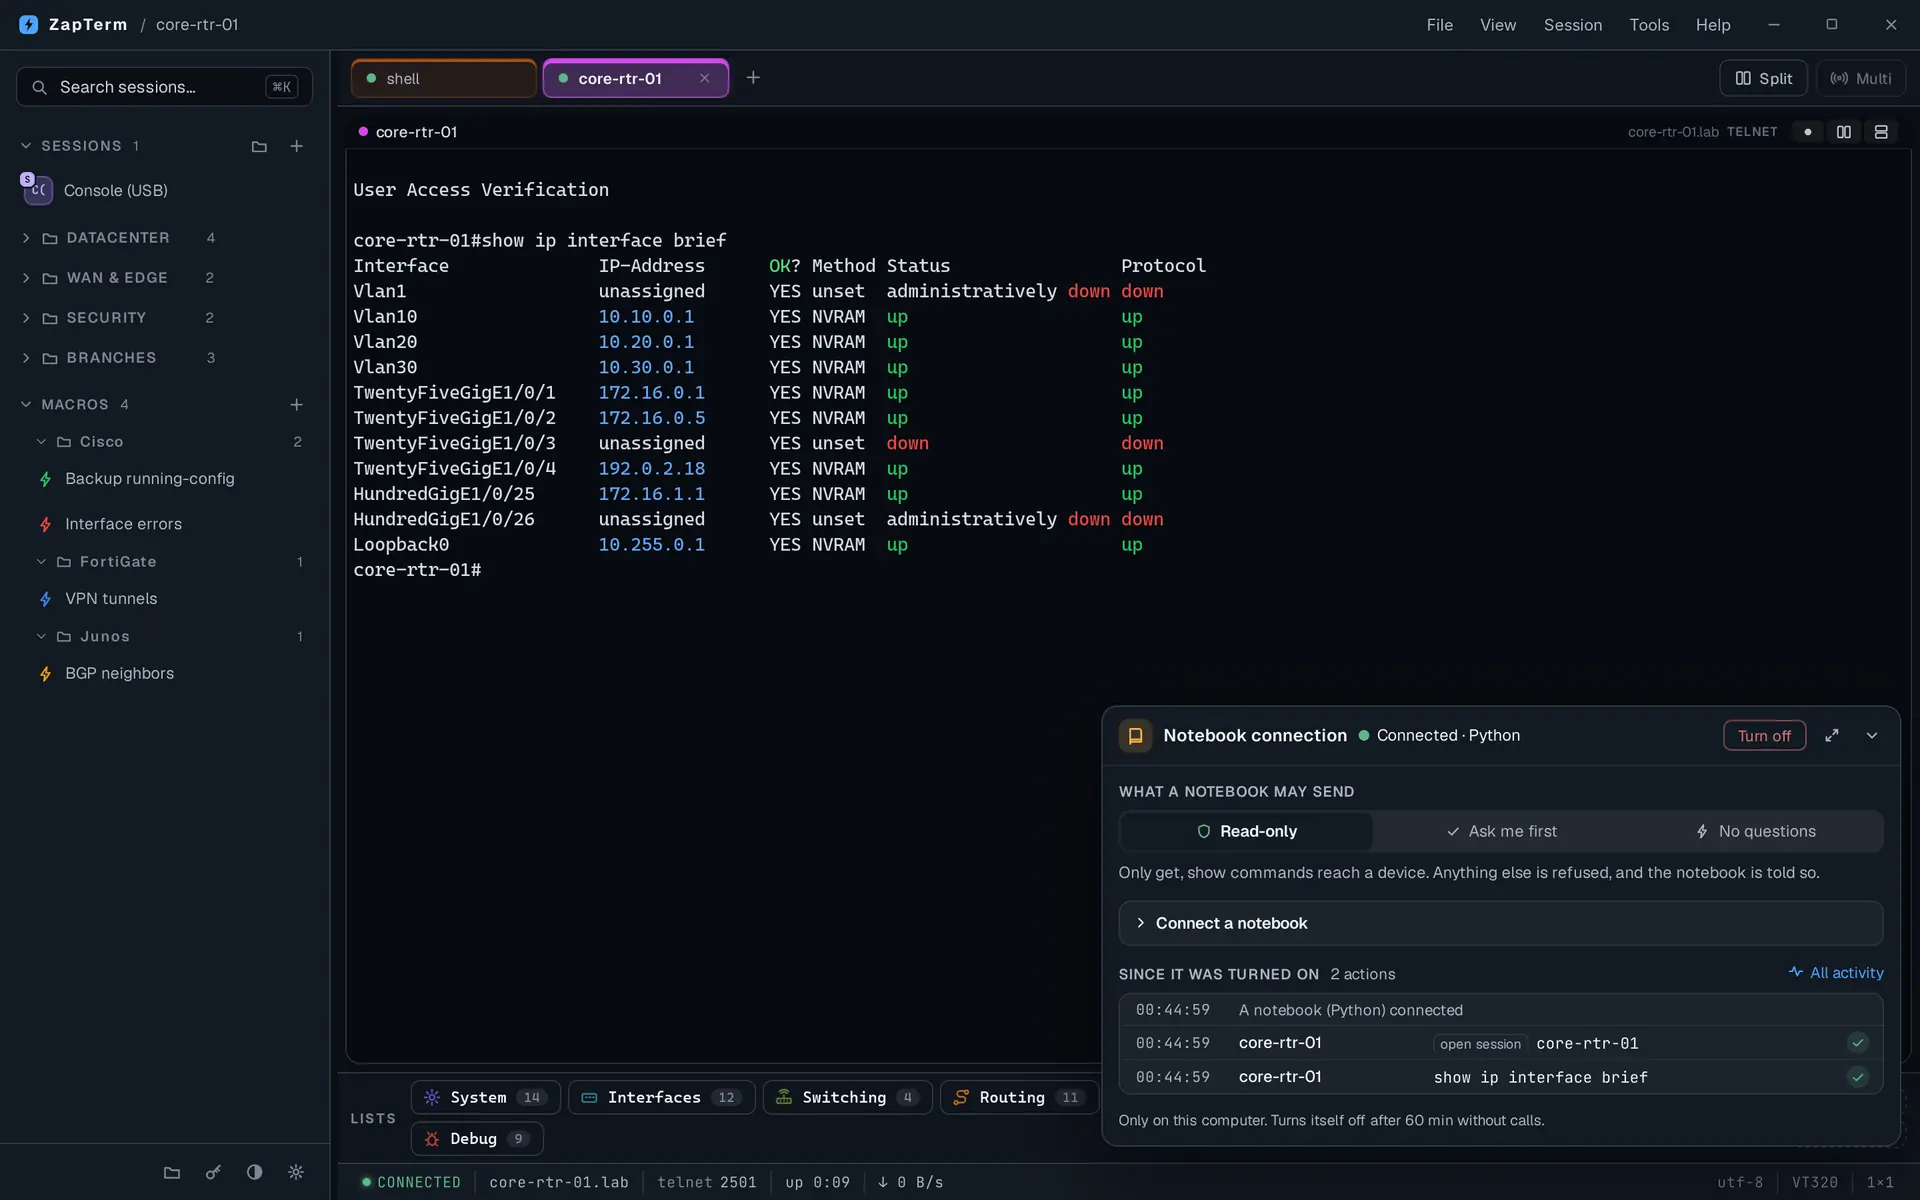 ZapTerm / core-rtr-01
File View Session Tools Help
Search sessions... ⌘K
shell
core-rtr-01
Split
Multi
SESSIONS 1
S
C(
Console (USB)
DATACENTER 4
WAN & EDGE 2
SECURITY 2
BRANCHES 3
MACROS 4
Cisco 2
Backup running-config
Interface errors
FortiGate 1
VPN tunnels
Junos 1
BGP neighbors
core-rtr-01
core-rtr-01.lab TELNET
User Access Verification
core-rtr-01#show ip interface brief
Interface IP-Address OK? Method Status Protocol
Vlan1 unassigned YES unset administratively down down
Vlan10 10.10.0.1 YES NVRAM up up
Vlan20 10.20.0.1 YES NVRAM up up
Vlan30 10.30.0.1 YES NVRAM up up
TwentyFiveGigE1/0/1 172.16.0.1 YES NVRAM up up
TwentyFiveGigE1/0/2 172.16.0.5 YES NVRAM up up
TwentyFiveGigE1/0/3 unassigned YES unset down down
TwentyFiveGigE1/0/4 192.0.2.18 YES NVRAM up up
HundredGigE1/0/25 172.16.1.1 YES NVRAM up up
HundredGigE1/0/26 unassigned YES unset administratively down down
Loopback0 10.255.0.1 YES NVRAM up up
core-rtr-01#
Notebook connection Connected · Python
Turn off
WHAT A NOTEBOOK MAY SEND
Read-only
Ask me first
No questions
Only get, show commands reach a device. Anything else is refused, and the notebook is told so.
Connect a notebook
SINCE IT WAS TURNED ON 2 actions
All activity
00:44:59 A notebook (Python) connected
00:44:59 core-rtr-01 open session core-rtr-01
00:44:59 core-rtr-01 show ip interface brief
Only on this computer. Turns itself off after 60 min without calls.
LISTS
System 14
Interfaces 12
Switching 4
Routing 11
Debug 9
CONNECTED core-rtr-01.lab telnet 2501 up 0:09 ↓ 0 B/s
utf-8 VT320 1×1